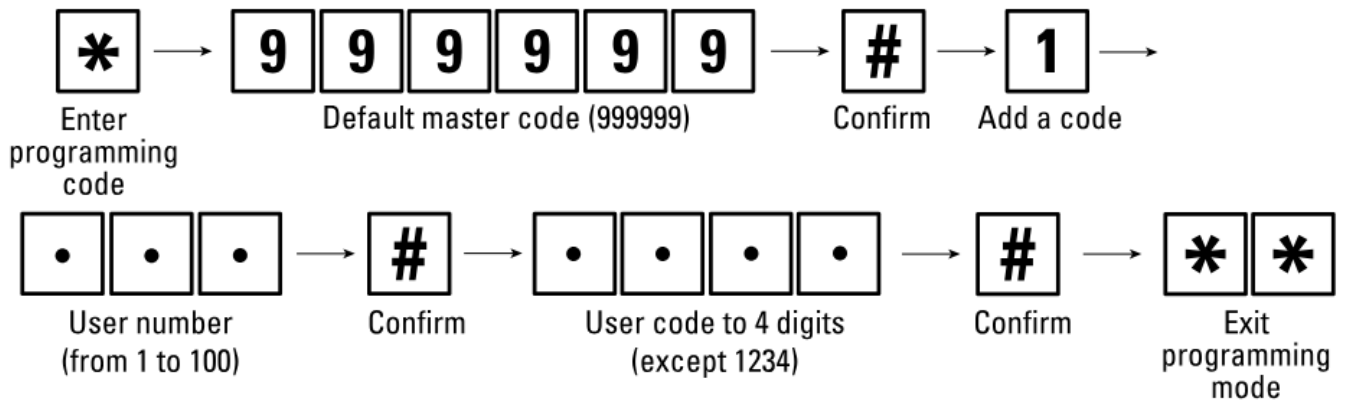 * → 9 9 9 9 9 9 → # → 1 →
Enter programming code
Default master code (999999)
Confirm
Add a code
• • • → # → • • • • → # → * *
User number
(from 1 to 100)
Confirm
User code to 4 digits
(except 1234)
Confirm
Exit
programming
mode